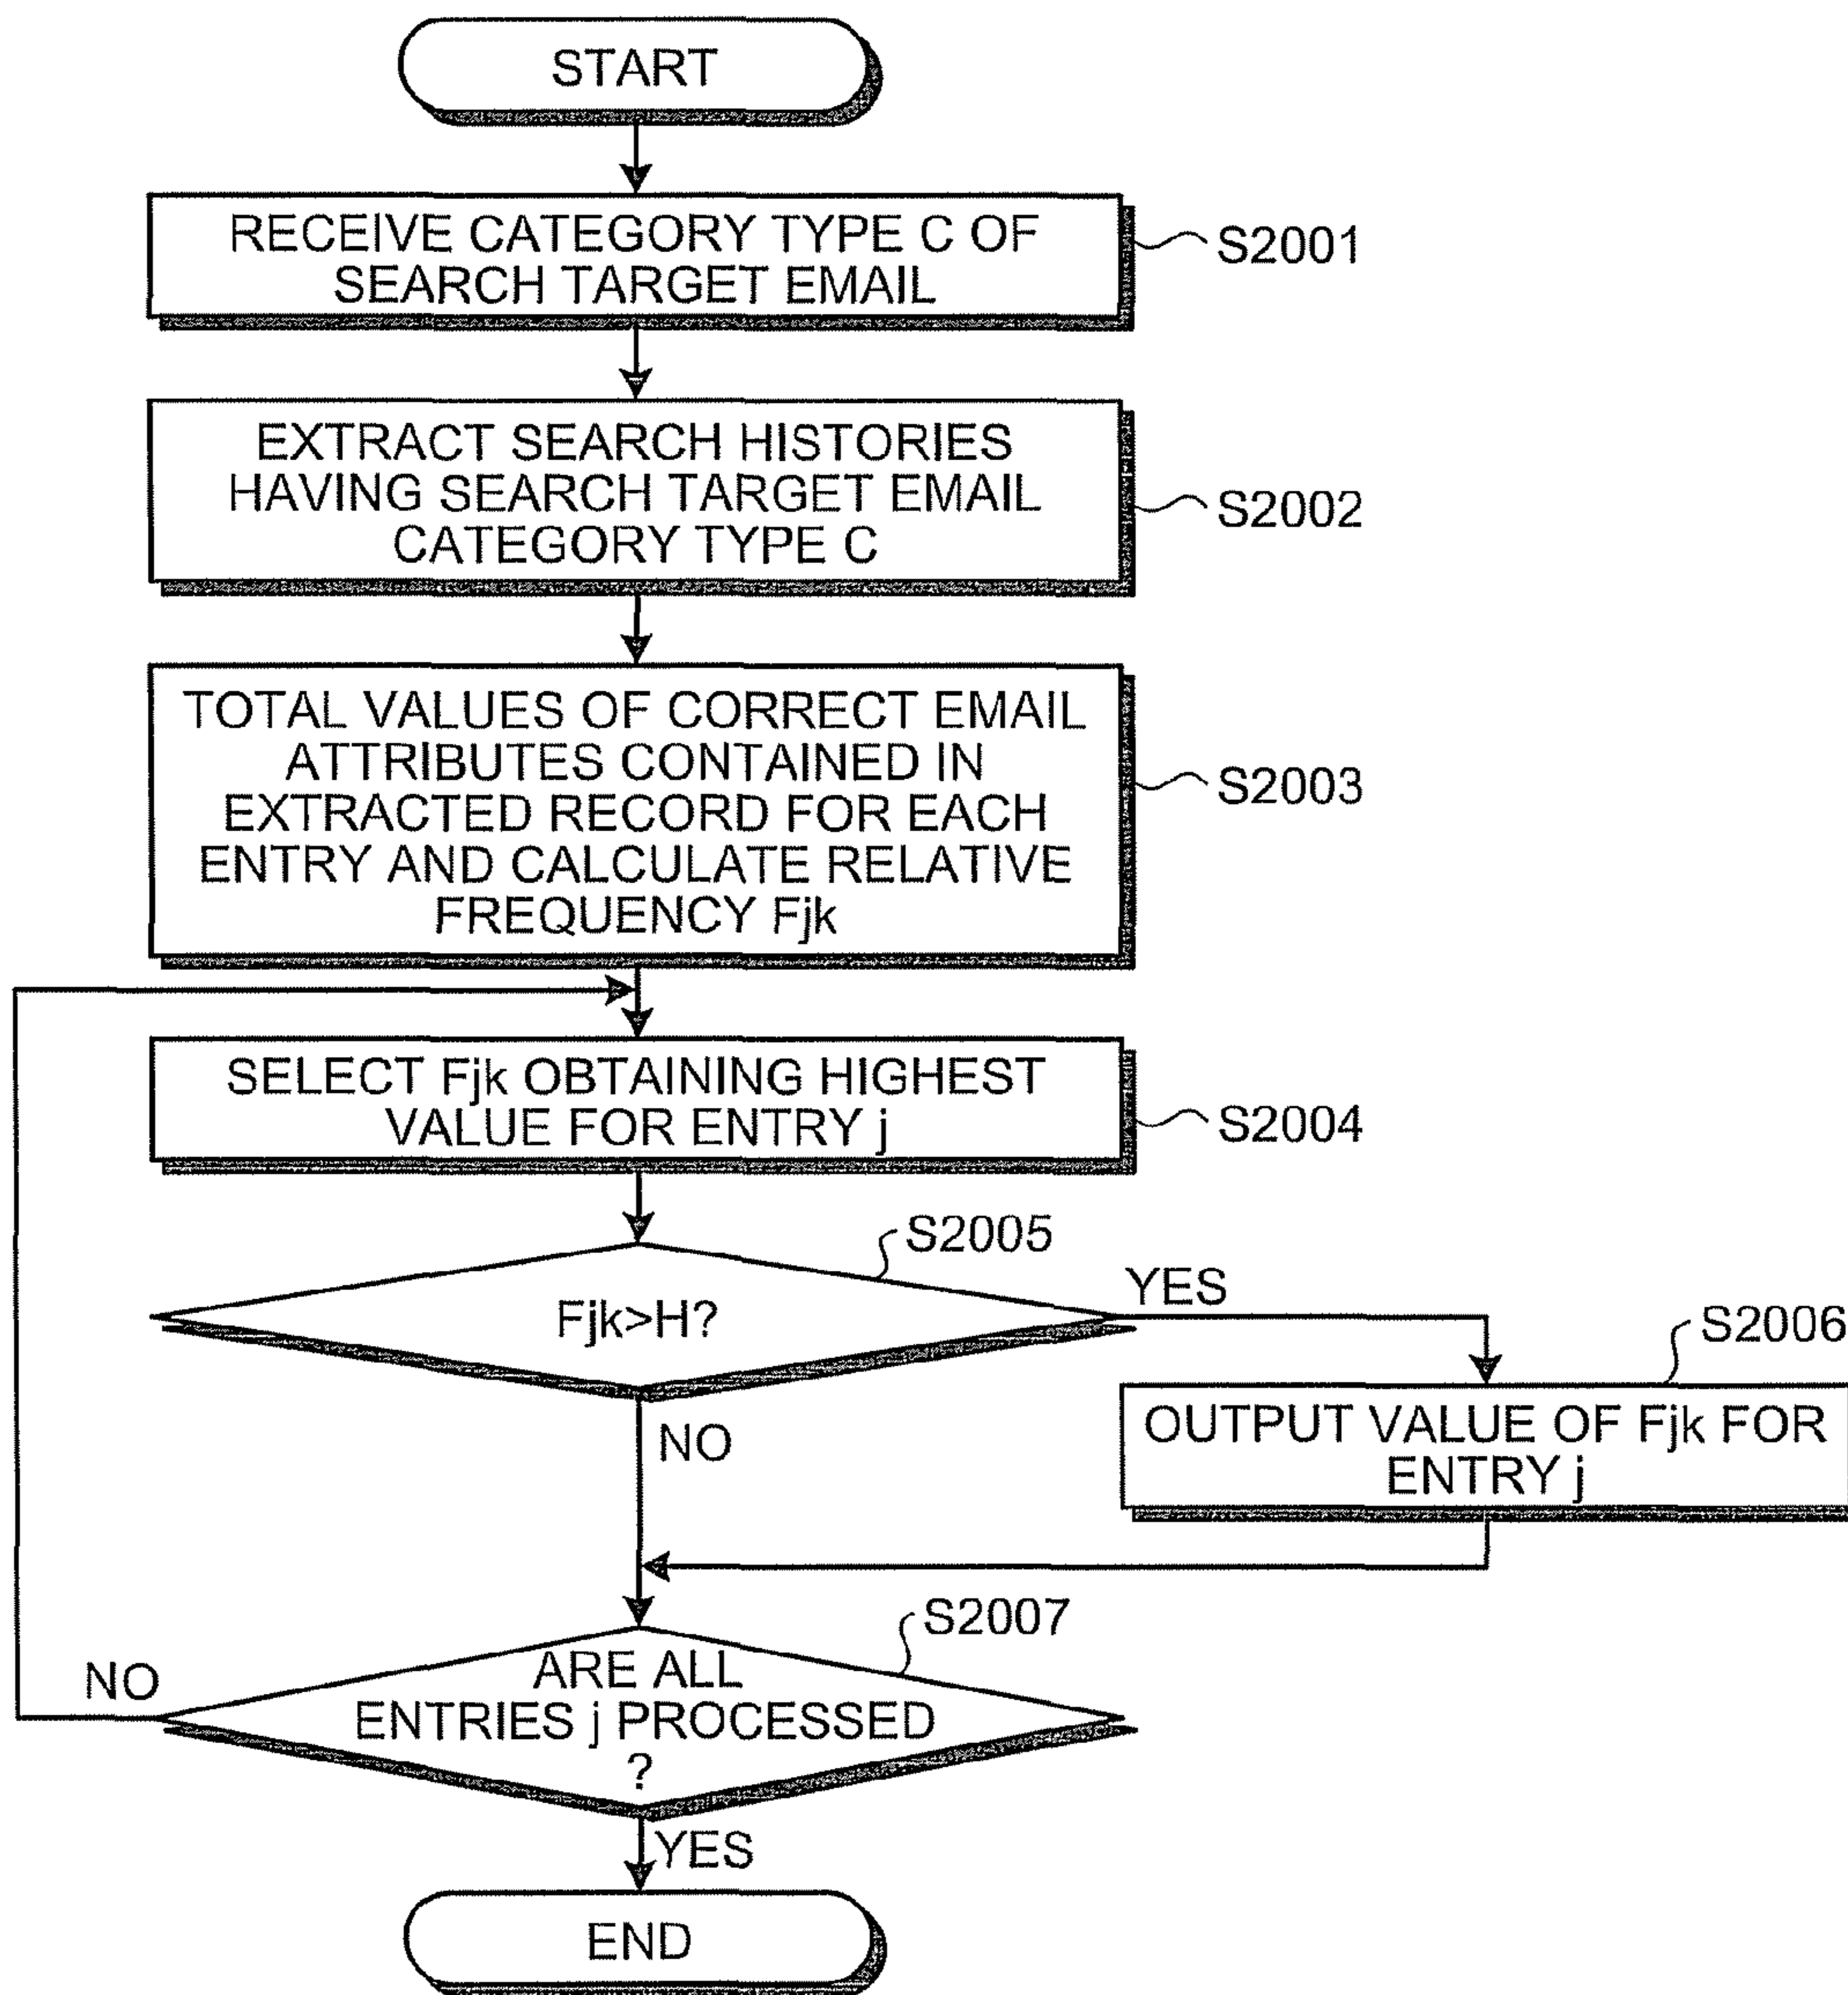 START
RECEIVE CATEGORY TYPE C OF
SEARCH TARGET EMAIL
S2001
EXTRACT SEARCH HISTORIES
HAVING SEARCH TARGET EMAIL
CATEGORY TYPE C
S2002
TOTAL VALUES OF CORRECT EMAIL
ATTRIBUTES CONTAINED IN
EXTRACTED RECORD FOR EACH
ENTRY AND CALCULATE RELATIVE
FREQUENCY Fjk
S2003
SELECT Fjk OBTAINING HIGHEST
VALUE FOR ENTRY j
S2004
S2005
Fjk>H?
YES
S2006
OUTPUT VALUE OF Fjk FOR
ENTRY j
NO
S2007
ARE ALL
ENTRIES j PROCESSED
?
NO
YES
END